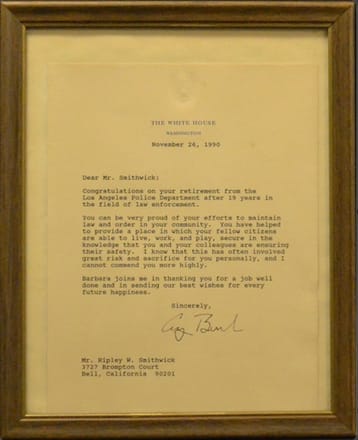 THE WHITE HOUSE
WASHINGTON
November 26, 1990
Dear Mr. Smithwick:
Congratulations on your retirement from the
Los Angeles Police Department after 19 years in
the field of law enforcement.
You can be very proud of your efforts to maintain
law and order in your community. You have helped
to provide a place in which your fellow citizens
are able to live, work, and play, secure in the
knowledge that you and your colleagues are ensuring
their safety. I know that this has often involved
great risk and sacrifice for you personally, and I
cannot commend you more highly.
Barbara joins me in thanking you for a job well
done and in sending our best wishes for every
future happiness.
Sincerely,
Mr. Ripley W. Smithwick
3727 Brompton Court
Bell, California 90201